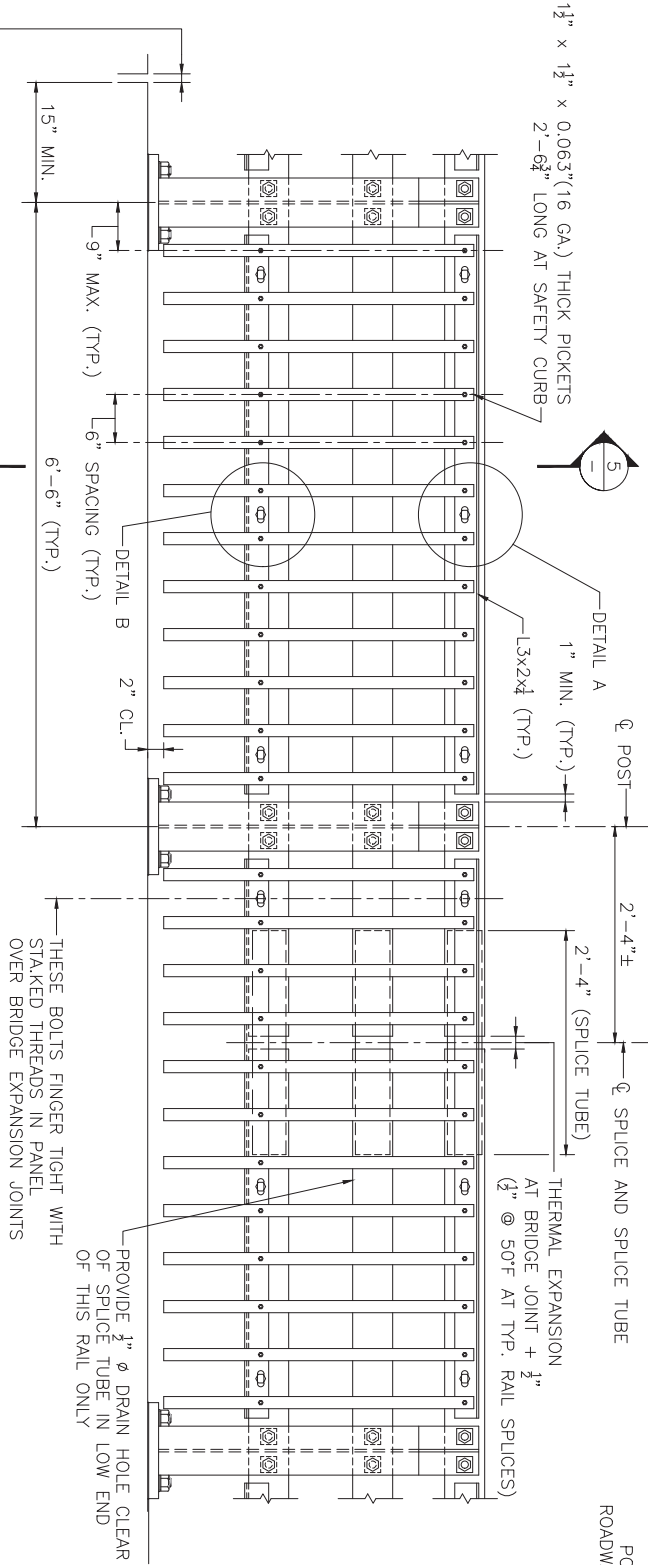 1½" x 1½" x 0.063"(16 GA.) THICK PICKETS
2'-6¾" LONG AT SAFETY CURB
5
-
DETAIL A
1" MIN. (TYP.)
L3x2x¼ (TYP.)
℄ POST
2'-4"±
℄ SPLICE AND SPLICE TUBE
2'-4" (SPLICE TUBE)
THERMAL EXPANSION
AT BRIDGE JOINT + ½"
(½" @ 50°F AT TYP. RAIL SPLICES)
PO
ROADW
15" MIN.
9" MAX. (TYP.)
6" SPACING (TYP.)
6'-6" (TYP.)
DETAIL B
2" CL.
THESE BOLTS FINGER TIGHT WITH
STAKED THREADS IN PANEL
OVER BRIDGE EXPANSION JOINTS
PROVIDE ½" ø DRAIN HOLE CLEAR
OF SPLICE TUBE IN LOW END
OF THIS RAIL ONLY